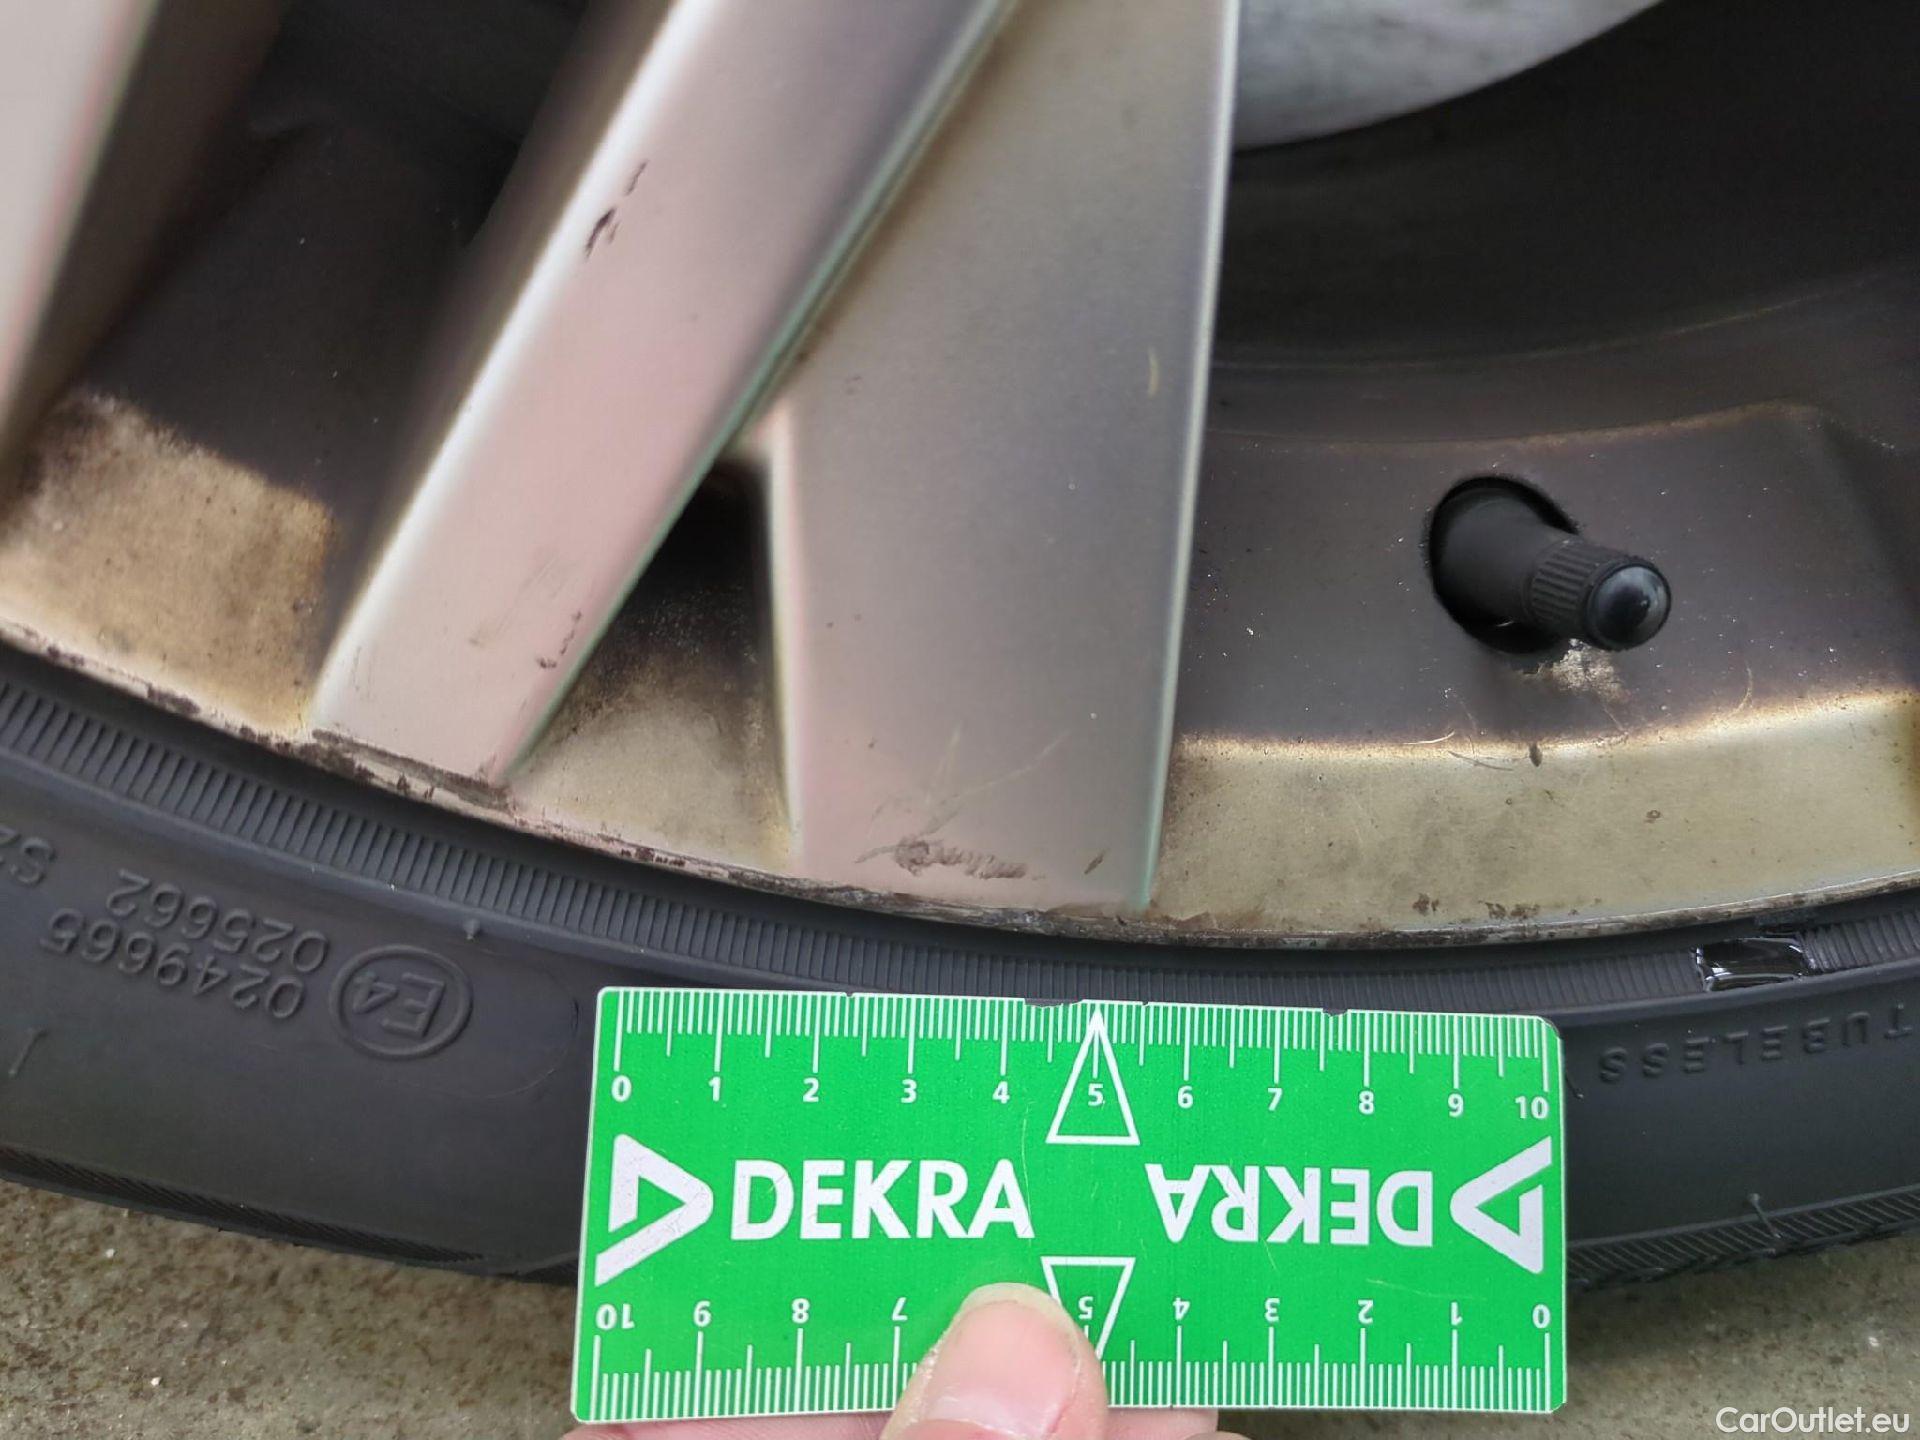 0249665
025662
E4
TUBELESS
0 1 2 3 4 5 6 7 8 9 10
DEKRA DEKRA
10 9 8 7 5 4 3 2 1 0
CarOutlet.eu